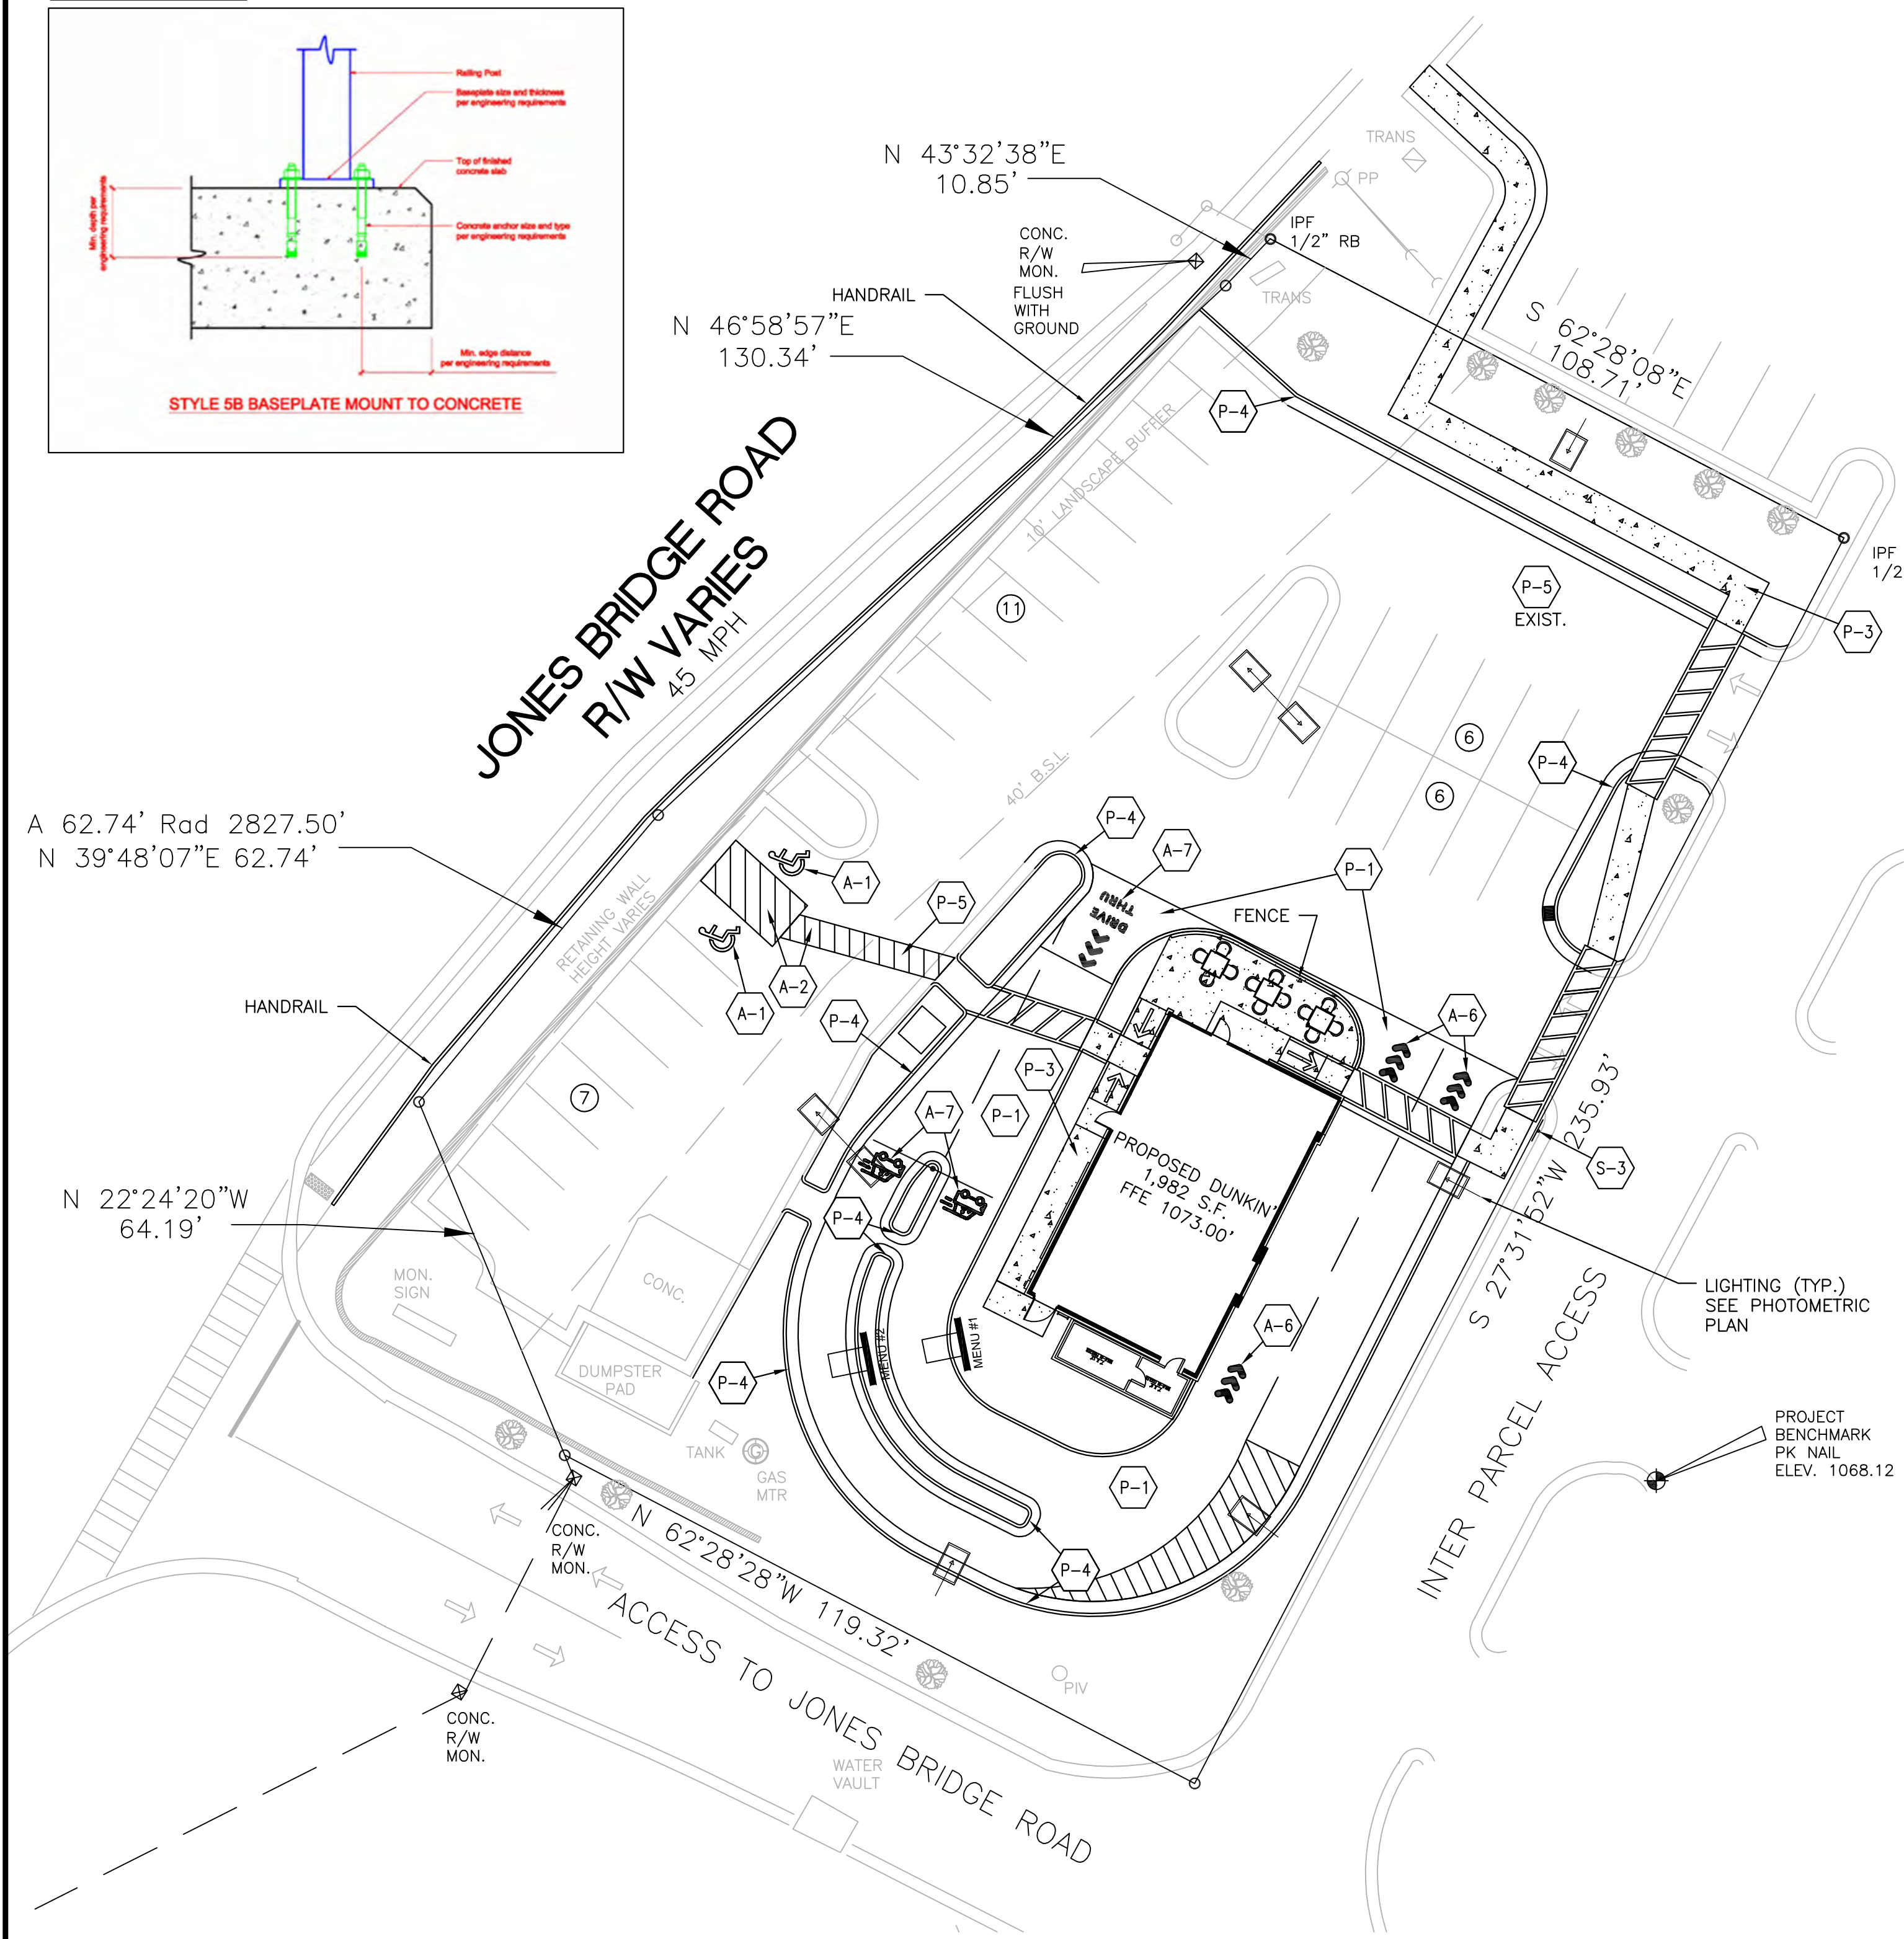 Railing Post
Baseplate size and thickness
per engineering requirements
Top of finished
concrete slab
Min. depth per
engineering requirements
Concrete anchor size and type
per engineering requirements
Min. edge distance
per engineering requirements
STYLE 5B BASEPLATE MOUNT TO CONCRETE
TRANS
PP
N 43°32'38"E
10.85'
IPF
1/2" RB
CONC.
R/W
MON.
FLUSH
WITH
GROUND
TRANS
HANDRAIL
N 46°58'57"E
130.34'
S 62°28'08"E
108.71'
P-4
10' LANDSCAPE BUFFER
JONES BRIDGE ROAD
R/W VARIES
45 MPH
IPF
1/2
P-5
EXIST.
11
P-3
6
6
P-4
40' B.S.L.
A 62.74' Rad 2827.50'
N 39°48'07"E 62.74'
P-4
A-7
P-1
A-1
P-5
RETAINING WALL
HEIGHT VARIES
DRIVE
THRU
FENCE
HANDRAIL
A-2
A-1
P-4
A-6
P-3
7
A-7
P-1
PROPOSED DUNKIN'
1,982 S.F.
FFE 1073.00'
S-3
S 27°31'52"W 235.93'
N 22°24'20"W
64.19'
P-4
MON.
SIGN
CONC.
LIGHTING (TYP.)
SEE PHOTOMETRIC
PLAN
A-6
MENU #2
MENU #1
DUMPSTER
PAD
P-4
TANK
G
GAS
MTR
P-1
INTER PARCEL ACCESS
PROJECT
BENCHMARK
PK NAIL
ELEV. 1068.12
CONC.
R/W
MON.
N 62°28'28"W 119.32'
P-4
ACCESS TO JONES BRIDGE ROAD
PIV
CONC.
R/W
MON.
WATER
VAULT